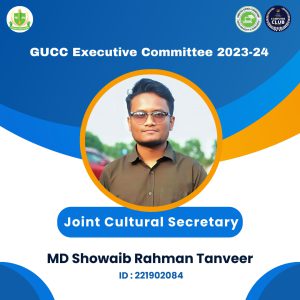 GUCC Executive Committee 2023-24
Joint Cultural Secretary
MD Showaib Rahman Tanveer
ID : 221902084